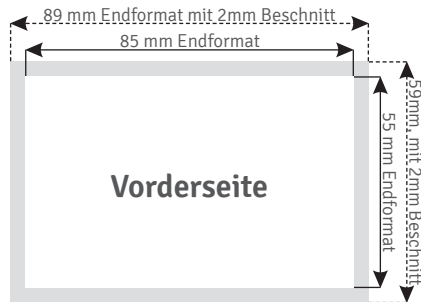 89 mm Endformat mit 2mm Beschnitt
85 mm Endformat
Vorderseite
55 mm Endformat
59mm. mit 2mm Beschnitt